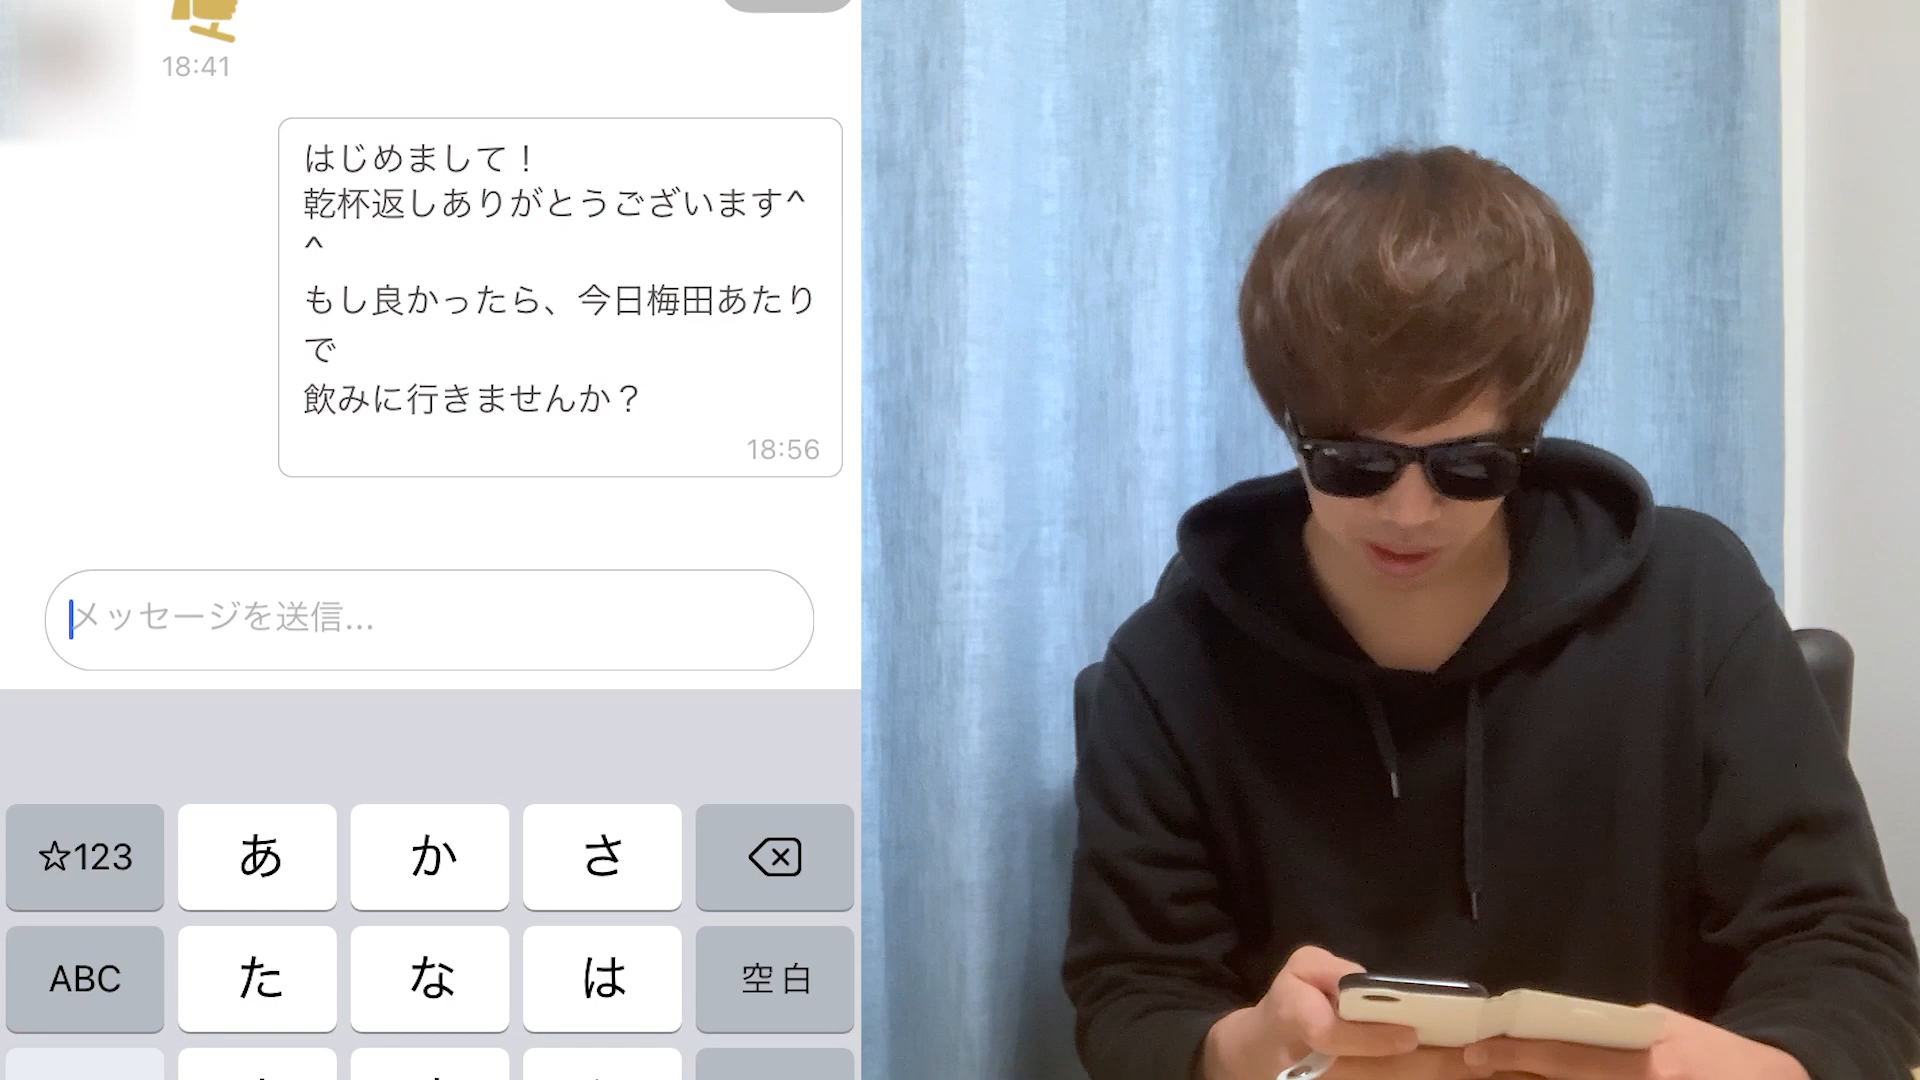 18:41
はじめまして！
乾杯返しありがとうございます^
^
もし良かったら、今日梅田あたり
で
飲みに行きませんか？
18:56
メッセージを送信...
☆123 あ か さ
ABC た な は 空白